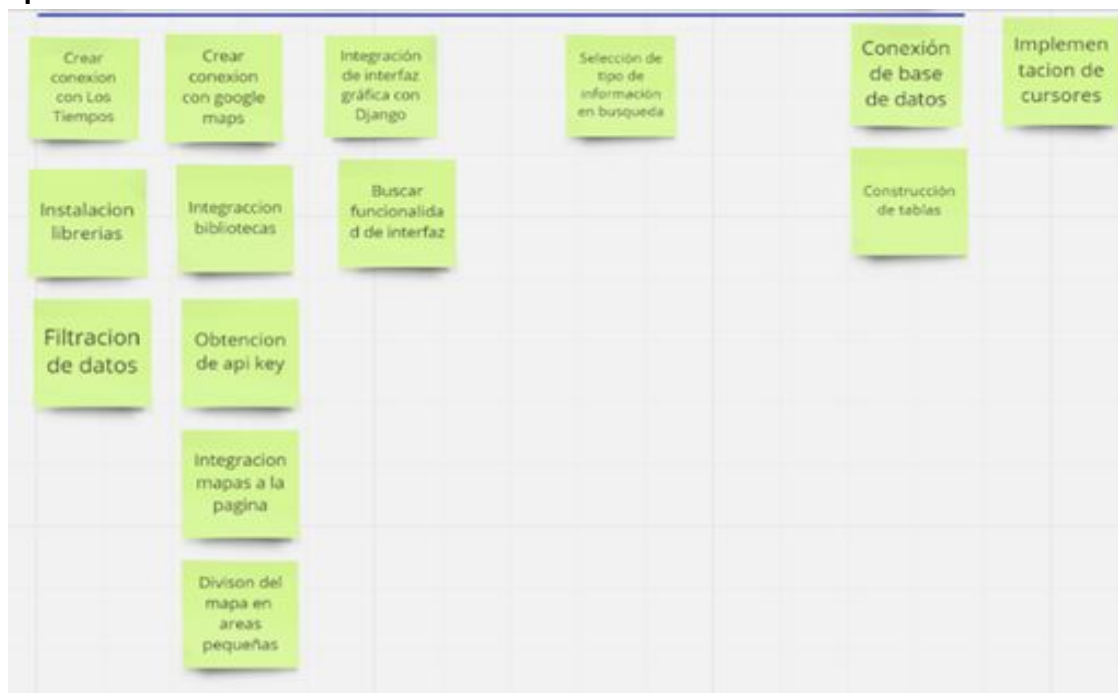 Crear
conexion
con Los
Tiempos
Crear
conexion
con google
maps
Integración
de interfaz
gráfica con
Django
Selección de
tipo de
información
en busqueda
Conexión
de base
de datos
Implemen
tacion de
cursores
Instalacion
librerias
Integraccion
bibliotecas
Buscar
funcionalida
d de interfaz
Construcción
de tablas
Filtracion
de datos
Obtencion
de api key
Integracion
mapas a la
pagina
Divison del
mapa en
areas
pequeñas